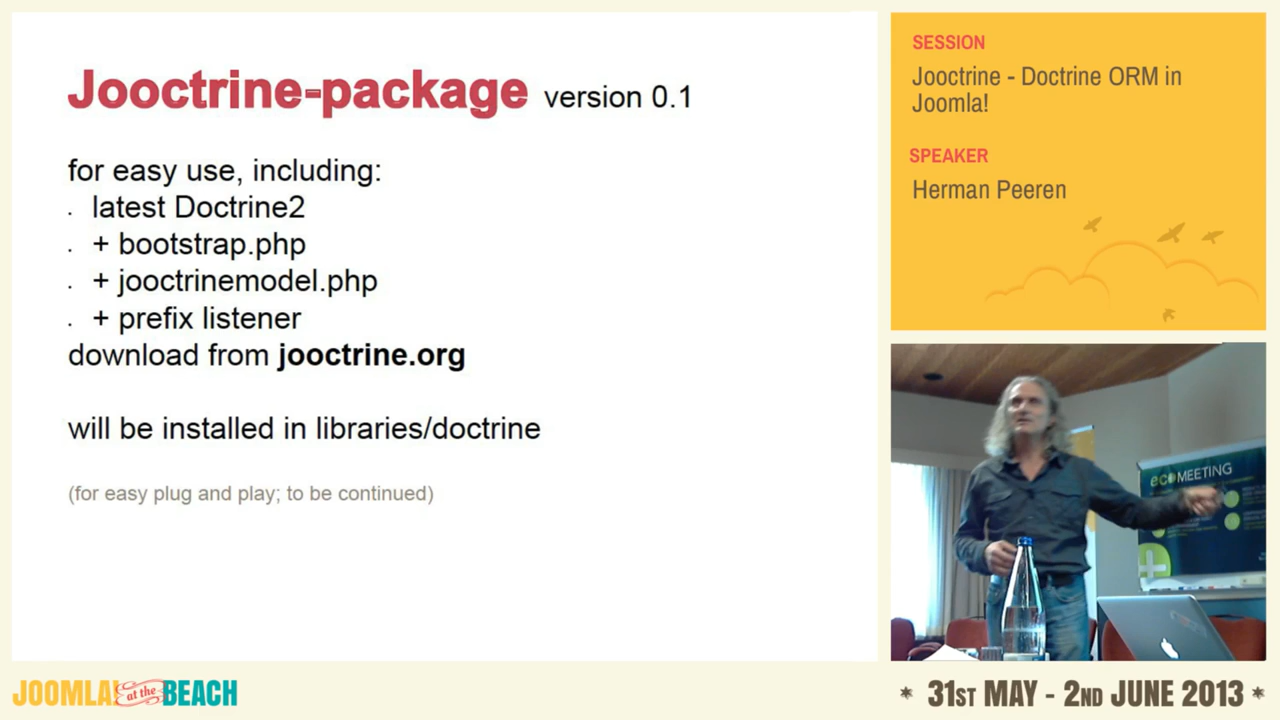 Jooctrine-package version 0.1
for easy use, including:
. latest Doctrine2
. + bootstrap.php
. + jooctrinemodel.php
. + prefix listener
download from jooctrine.org
will be installed in libraries/doctrine
(for easy plug and play; to be continued)
SESSION
Jooctrine - Doctrine ORM in
Joomla!
SPEAKER
Herman Peeren
eco MEETING
JOOMLA! at the BEACH
* 31ST MAY - 2ND JUNE 2013 *